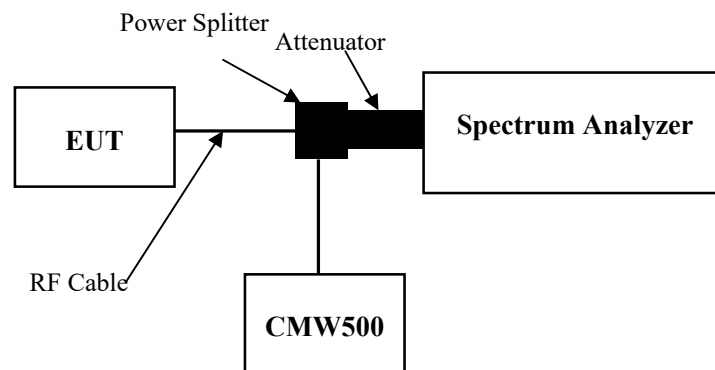 Power Splitter
Attenuator
EUT
Spectrum Analyzer
RF Cable
CMW500